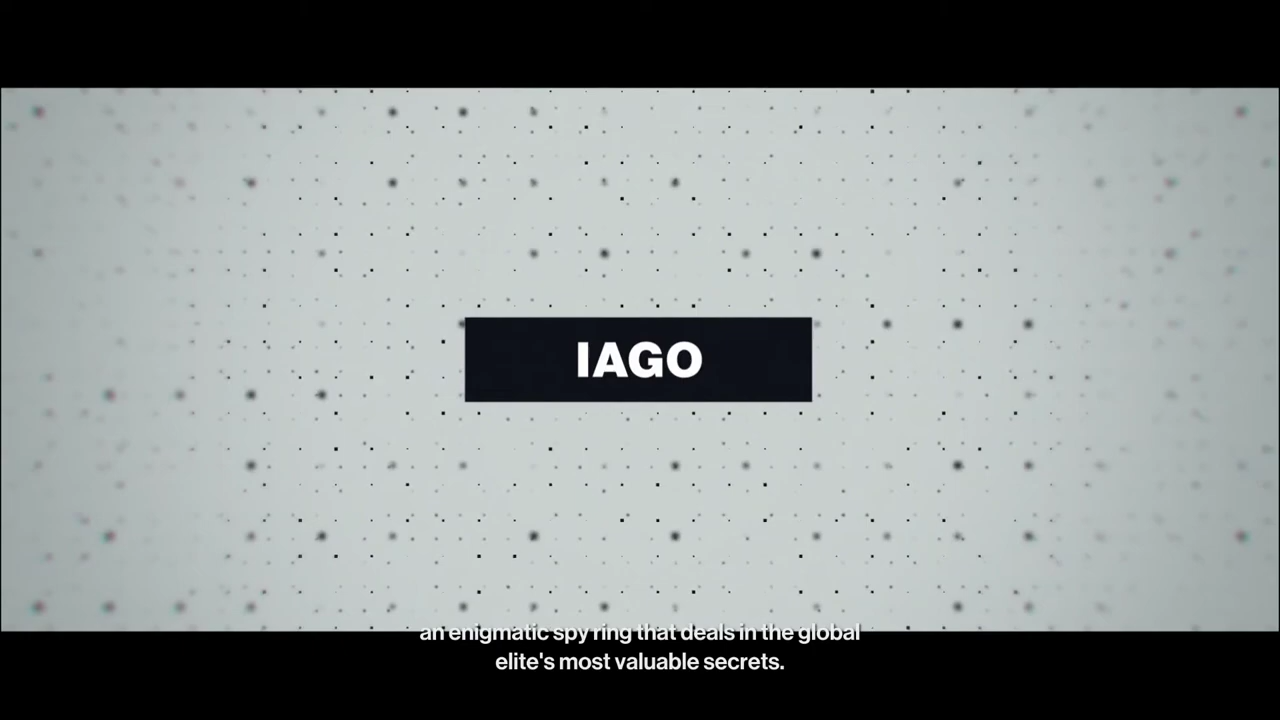 IAGO
an enigmatic spy ring that deals in the global
elite's most valuable secrets.